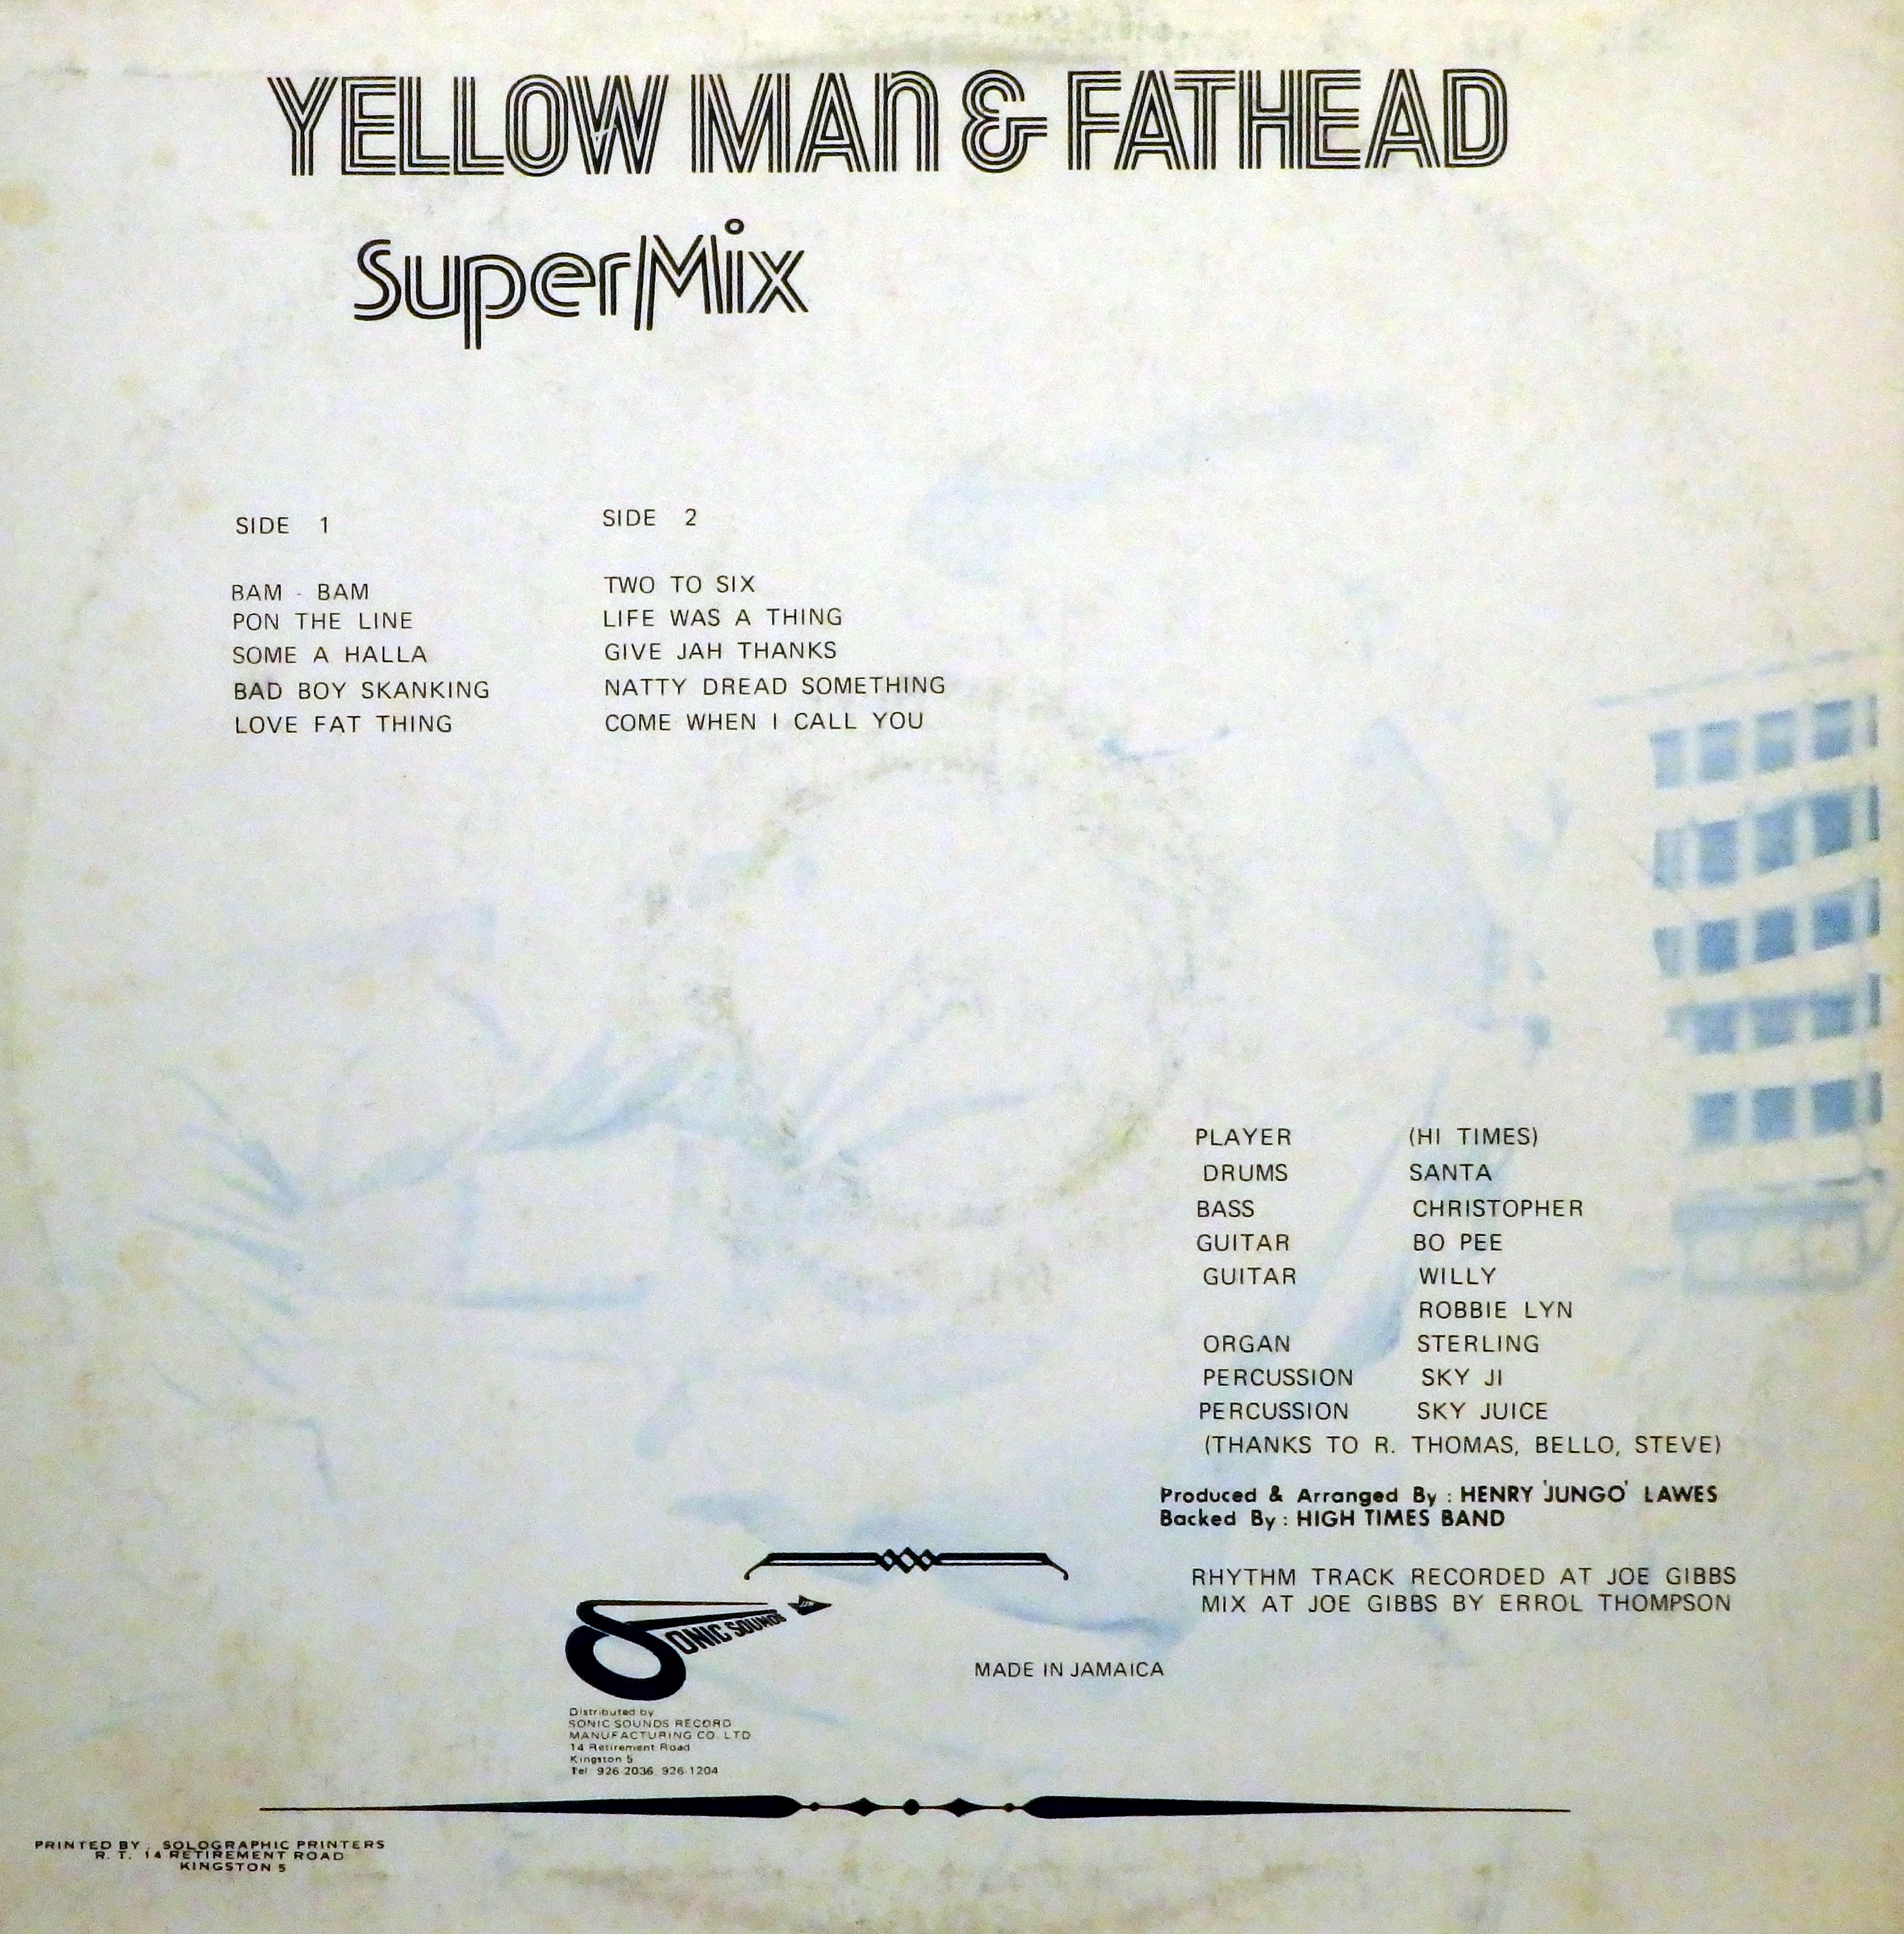 YELLOW MAN & FATHEAD
SuperMix
SIDE 1
BAM - BAM
PON THE LINE
SOME A HALLA
BAD BOY SKANKING
LOVE FAT THING
SIDE 2
TWO TO SIX
LIFE WAS A THING
GIVE JAH THANKS
NATTY DREAD SOMETHING
COME WHEN I CALL YOU
PLAYER (HI TIMES)
DRUMS SANTA
BASS CHRISTOPHER
GUITAR BO PEE
GUITAR WILLY
ROBBIE LYN
ORGAN STERLING
PERCUSSION SKY JI
PERCUSSION SKY JUICE
(THANKS TO R. THOMAS, BELLO, STEVE)
Produced & Arranged By : HENRY 'JUNGO' LAWES
Backed By : HIGH TIMES BAND
RHYTHM TRACK RECORDED AT JOE GIBBS
MIX AT JOE GIBBS BY ERROL THOMPSON
SONIC SOUNDS
MADE IN JAMAICA
Distributed by
SONIC SOUNDS RECORD
MANUFACTURING CO. LTD
14 Retirement Road
Kingston 5
Tel: 926-2036, 926-1204
PRINTED BY: SOLOGRAPHIC PRINTERS
R. T. 14 RETIREMENT ROAD
KINGSTON 5